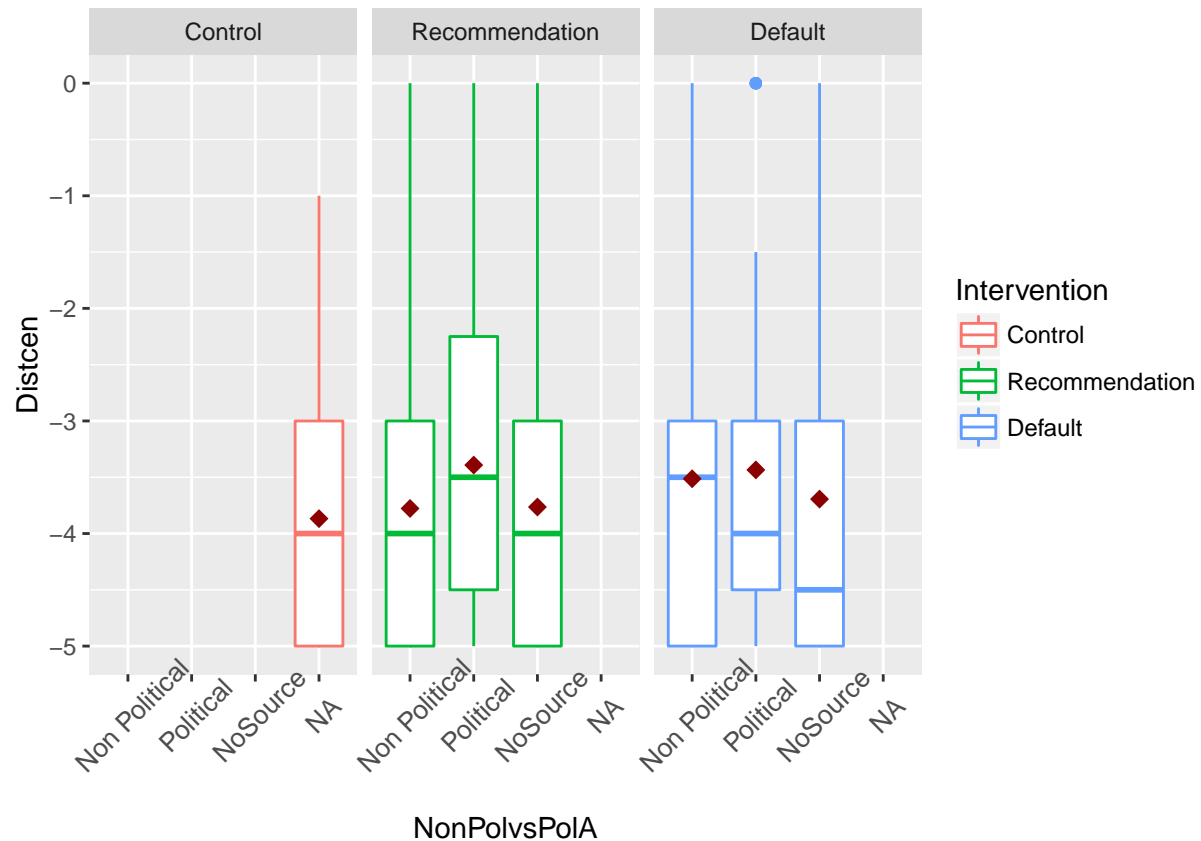 Control Recommendation Default
0
−1
−2
−3
−4
−5
Distcen
Non Political Political NoSource NA Non Political Political NoSource NA Non Political Political NoSource NA
NonPolvsPolA
Intervention
Control
Recommendation
Default